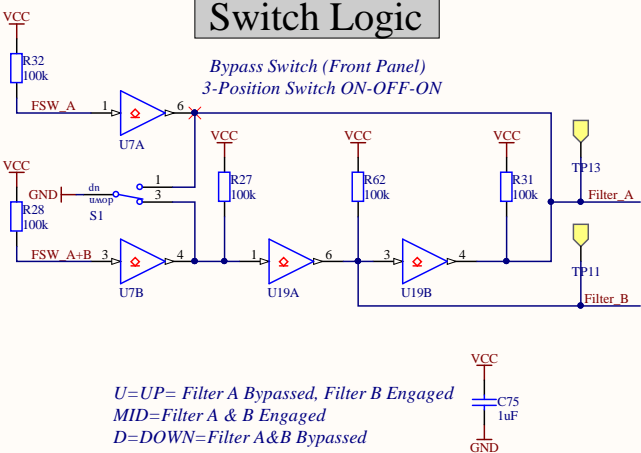 Switch Logic
Bypass Switch (Front Panel)
3-Position Switch ON-OFF-ON
VCC
R32
100k
FSW_A
1
6
U7A
VCC
R28
100k
GND
up
down
1
3
S1
FSW_A+B
3
4
U7B
VCC
R27
100k
1
6
U19A
VCC
R62
100k
3
4
U19B
VCC
R31
100k
TP13
Filter_A
TP11
Filter_B
U=UP= Filter A Bypassed, Filter B Engaged
MID=Filter A & B Engaged
D=DOWN=Filter A&B Bypassed
VCC
C75
1uF
GND